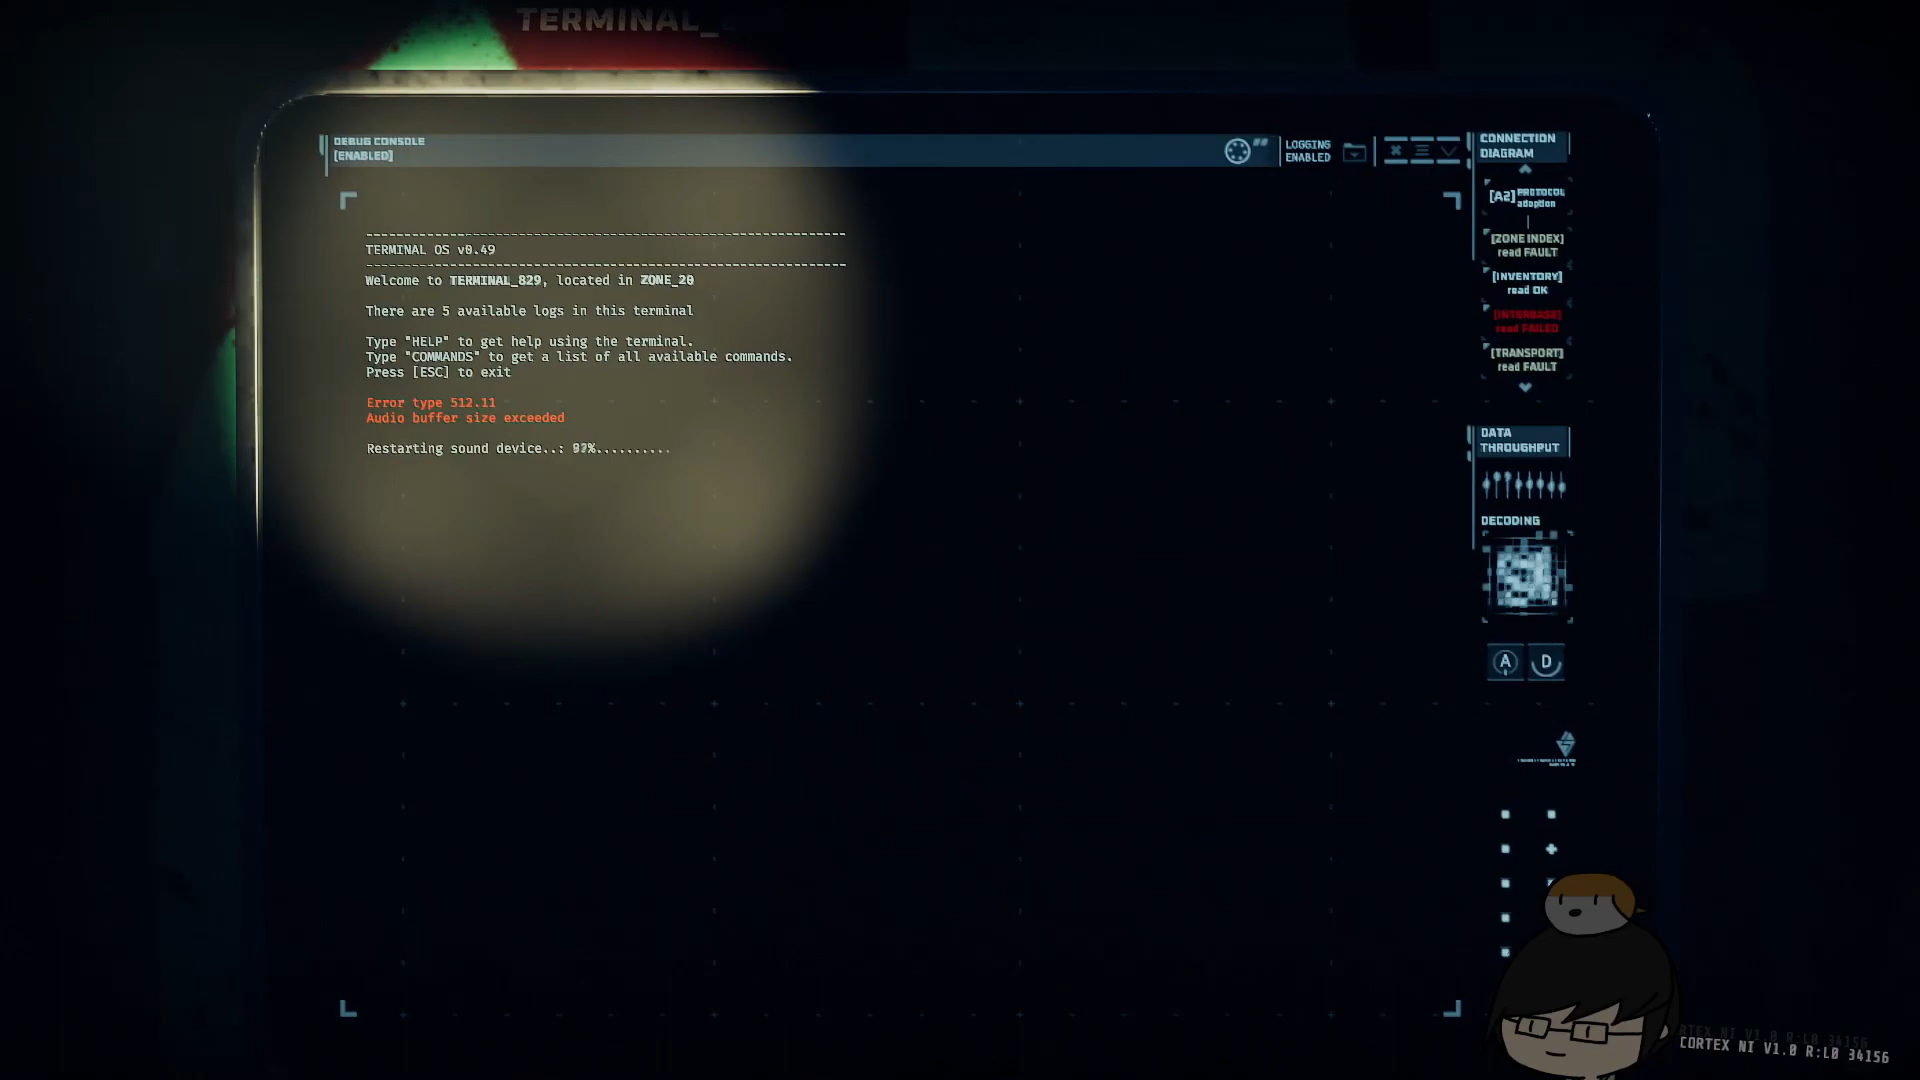 TERMINAL_
DEBUG CONSOLE
[ENABLED]
LOGGING
ENABLED
TERMINAL OS v0.49
Welcome to TERMINAL_829, located in ZONE_20
There are 5 available logs in this terminal
Type "HELP" to get help using the terminal.
Type "COMMANDS" to get a list of all available commands.
Press [ESC] to exit
Error type 512.11
Audio buffer size exceeded
Restarting sound device..: ..........
CONNECTION
DIAGRAM
[A2] PROTOCOL
adaption
[ZONE INDEX]
read FAULT
[INVENTORY]
read OK
[INTERBASE]
read FAILED
[TRANSPORT]
read FAULT
DATA
THROUGHPUT
DECODING
A D
CORTEX NI V1.0 R:L0 34156